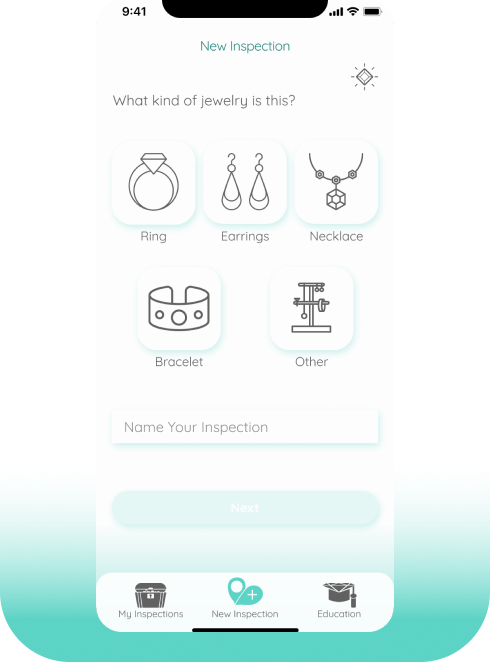 9:41
New Inspection
What kind of jewelry is this?
Ring Earrings Necklace
Bracelet Other
Name Your Inspection
Next
My Inspections New Inspection Education